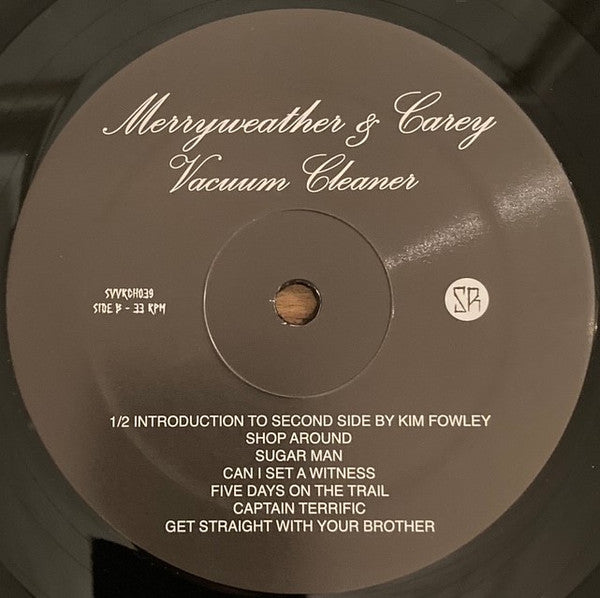 Merryweather & Carey
Vacuum Cleaner
SVVRCH039
SIDE B - 33 RPM
SR
1/2 INTRODUCTION TO SECOND SIDE BY KIM FOWLEY
SHOP AROUND
SUGAR MAN
CAN I SET A WITNESS
FIVE DAYS ON THE TRAIL
CAPTAIN TERRIFIC
GET STRAIGHT WITH YOUR BROTHER